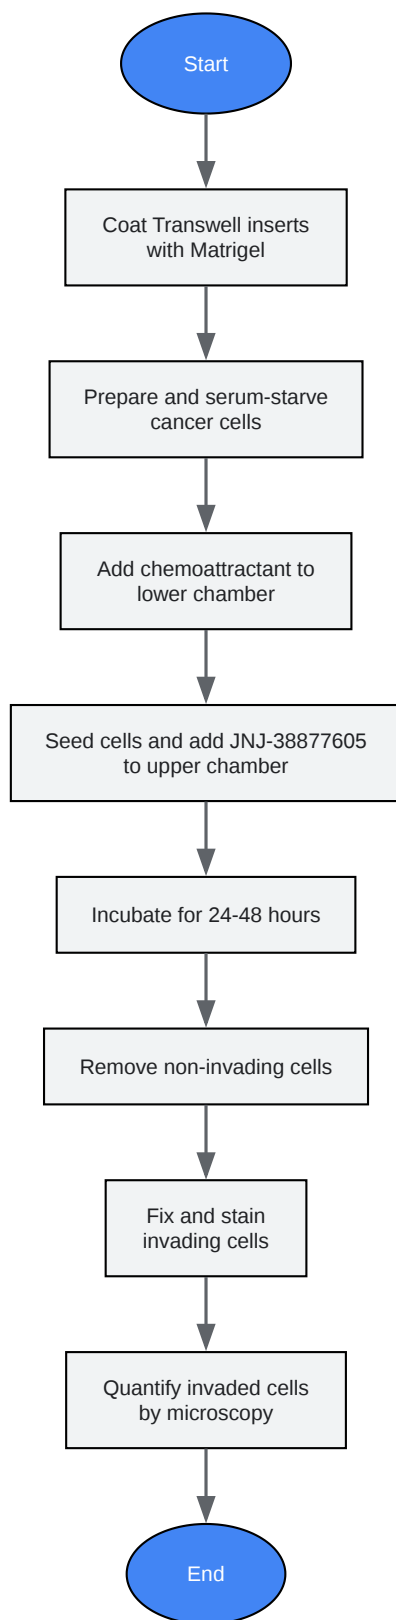 Start
Coat Transwell inserts
with Matrigel
Prepare and serum-starve
cancer cells
Add chemoattractant to
lower chamber
Seed cells and add JNJ-38877605
to upper chamber
Incubate for 24-48 hours
Remove non-invading cells
Fix and stain
invading cells
Quantify invaded cells
by microscopy
End